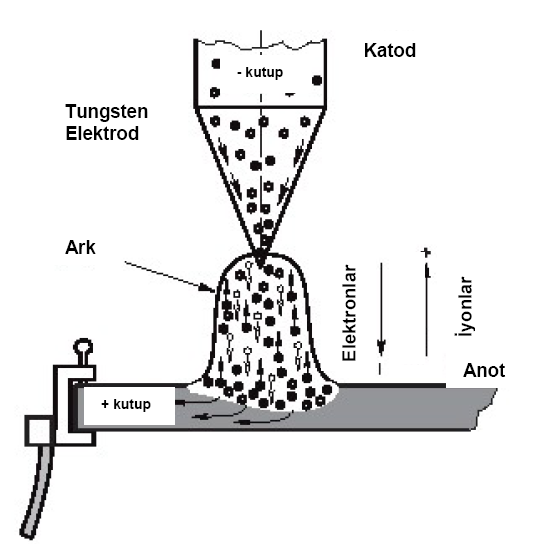 Katod
- kutup
Tungsten
Elektrod
Ark
Elektronlar
-
+
İyonlar
Anot
+ kutup